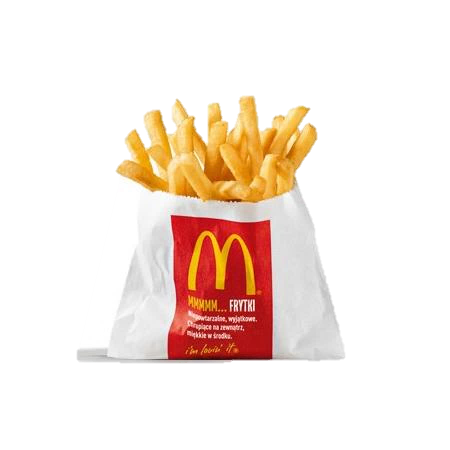 M
MMMMM... FRYTKI
Niepowtarzalne, wyjątkowe.
Chrupiące na zewnątrz,
miękkie w środku.
i'm lovin' it®